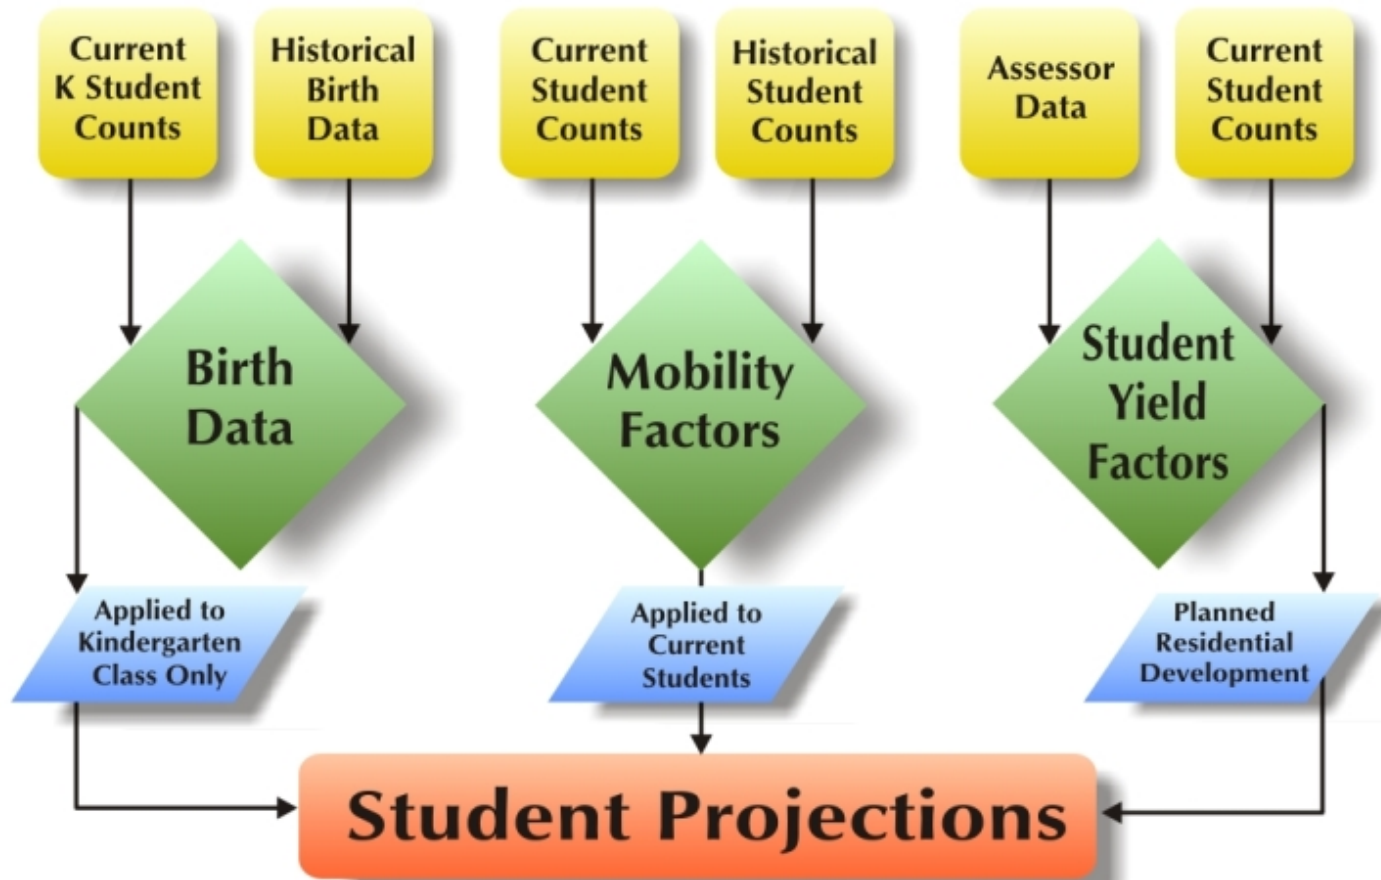 Current
K Student
Counts
Historical
Birth
Data
Current
Student
Counts
Historical
Student
Counts
Assessor
Data
Current
Student
Counts
Birth
Data
Mobility
Factors
Student
Yield
Factors
Applied to
Kindergarten
Class Only
Applied to
Current
Students
Planned
Residential
Development
Student Projections